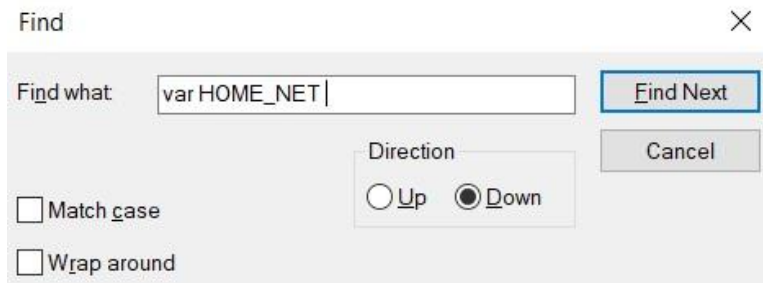 Find
Find what: var HOME_NET
Find Next
Direction
Cancel
Up Down
Match case
Wrap around